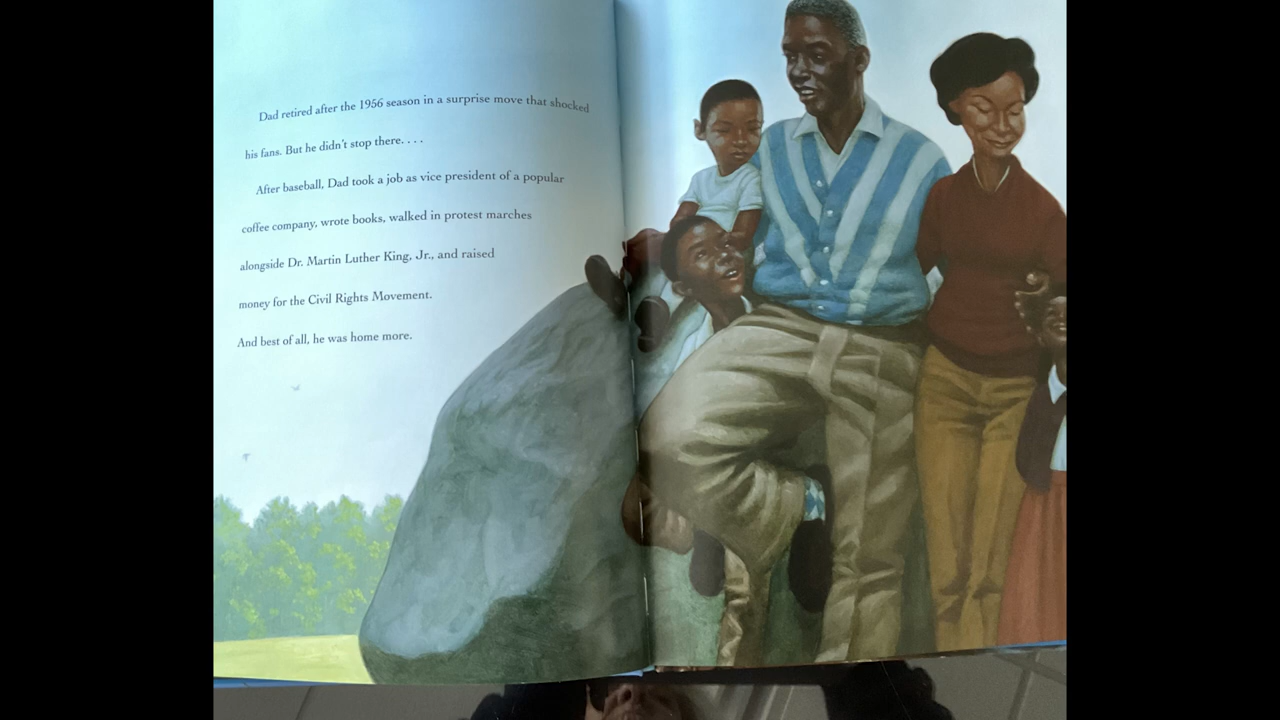 Dad retired after the 1956 season in a surprise move that shocked
his fans. But he didn't stop there. . . .
After baseball, Dad took a job as vice president of a popular
coffee company, wrote books, walked in protest marches
alongside Dr. Martin Luther King, Jr., and raised
money for the Civil Rights Movement.
And best of all, he was home more.